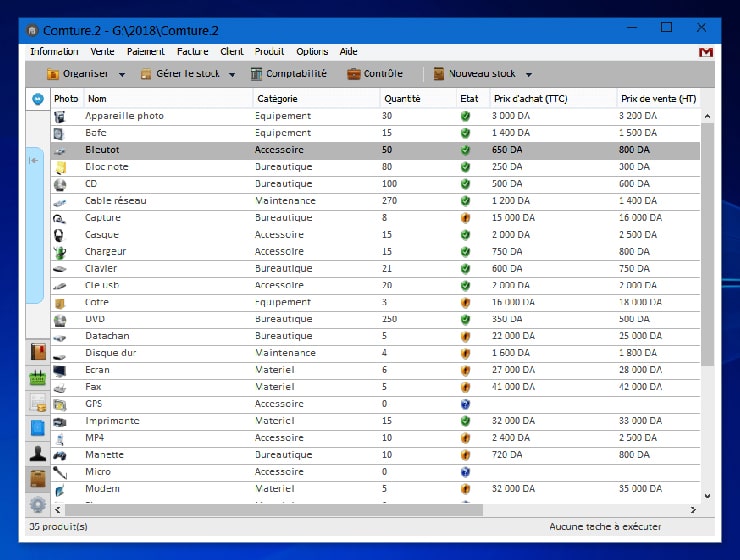 Comture.2 - G:\2018\Comture.2
Information Vente Paiement Facture Client Produit Options Aide
Organiser Gérer le stock Comptabilité Contrôle Nouveau stock
Photo Nom Catégorie Quantité Etat Prix d'achat (TTC) Prix de vente (HT)
Appareille photo Equipement 30 3 000 DA 3 200 DA
Bafe Equipement 15 1 400 DA 1 500 DA
Bleutot Accessoire 50 650 DA 800 DA
Bloc note Bureautique 80 250 DA 300 DA
CD Bureautique 100 500 DA 600 DA
Cable réseau Maintenance 270 1 200 DA 1 400 DA
Capture Bureautique 8 15 000 DA 16 000 DA
Casque Accessoire 15 2 000 DA 2 500 DA
Chargeur Accessoire 15 750 DA 800 DA
Clavier Bureautique 21 600 DA 750 DA
Cle usb Accessoire 20 2 000 DA 2 000 DA
Cofre Equipement 3 16 000 DA 18 000 DA
DVD Bureautique 250 350 DA 500 DA
Datachan Bureautique 5 22 000 DA 25 000 DA
Disque dur Maintenance 4 1 600 DA 1 800 DA
Ecran Materiel 6 27 000 DA 28 000 DA
Fax Materiel 5 41 000 DA 42 000 DA
GPS Accessoire 0
Imprimante Materiel 15 32 000 DA 33 000 DA
MP4 Accessoire 10 2 400 DA 2 500 DA
Manette Bureautique 10 720 DA 800 DA
Micro Accessoire 0
Modem Materiel 5 32 000 DA 35 000 DA
35 produit(s) Aucune tache à exécuter